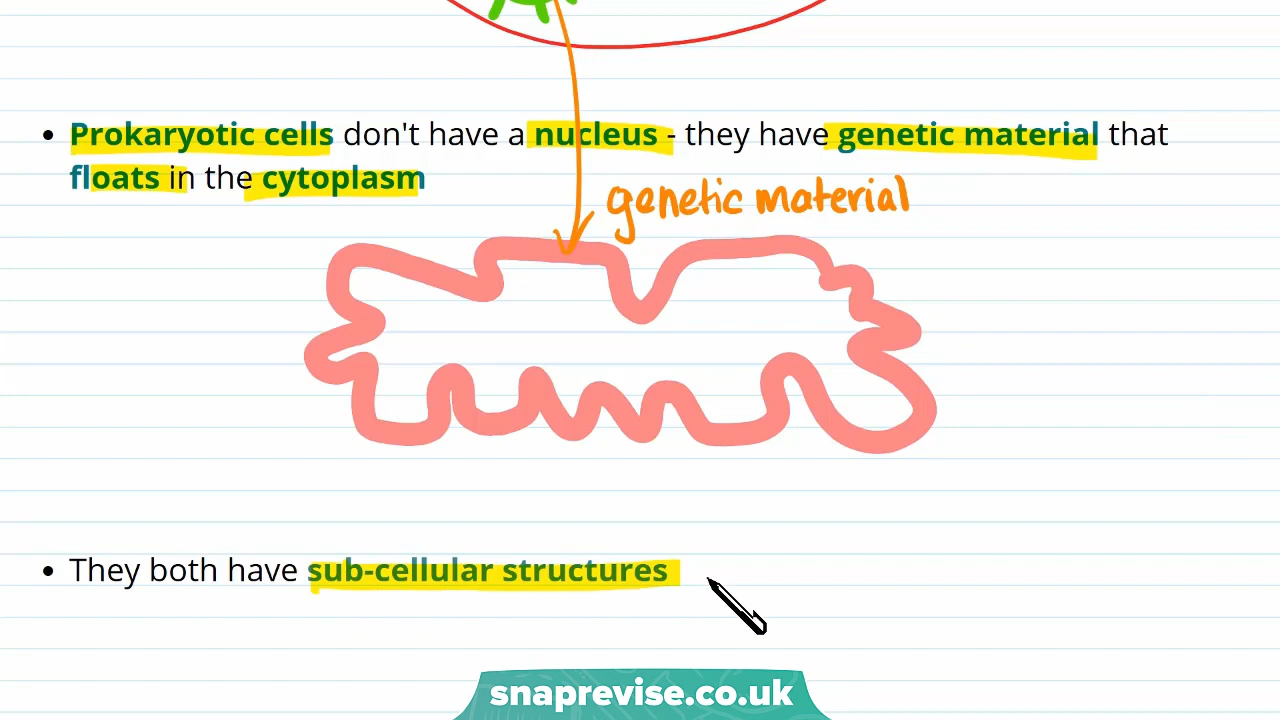 Prokaryotic cells don't have a nucleus - they have genetic material that
floats in the cytoplasm
genetic material
They both have sub-cellular structures
snaprevise.co.uk